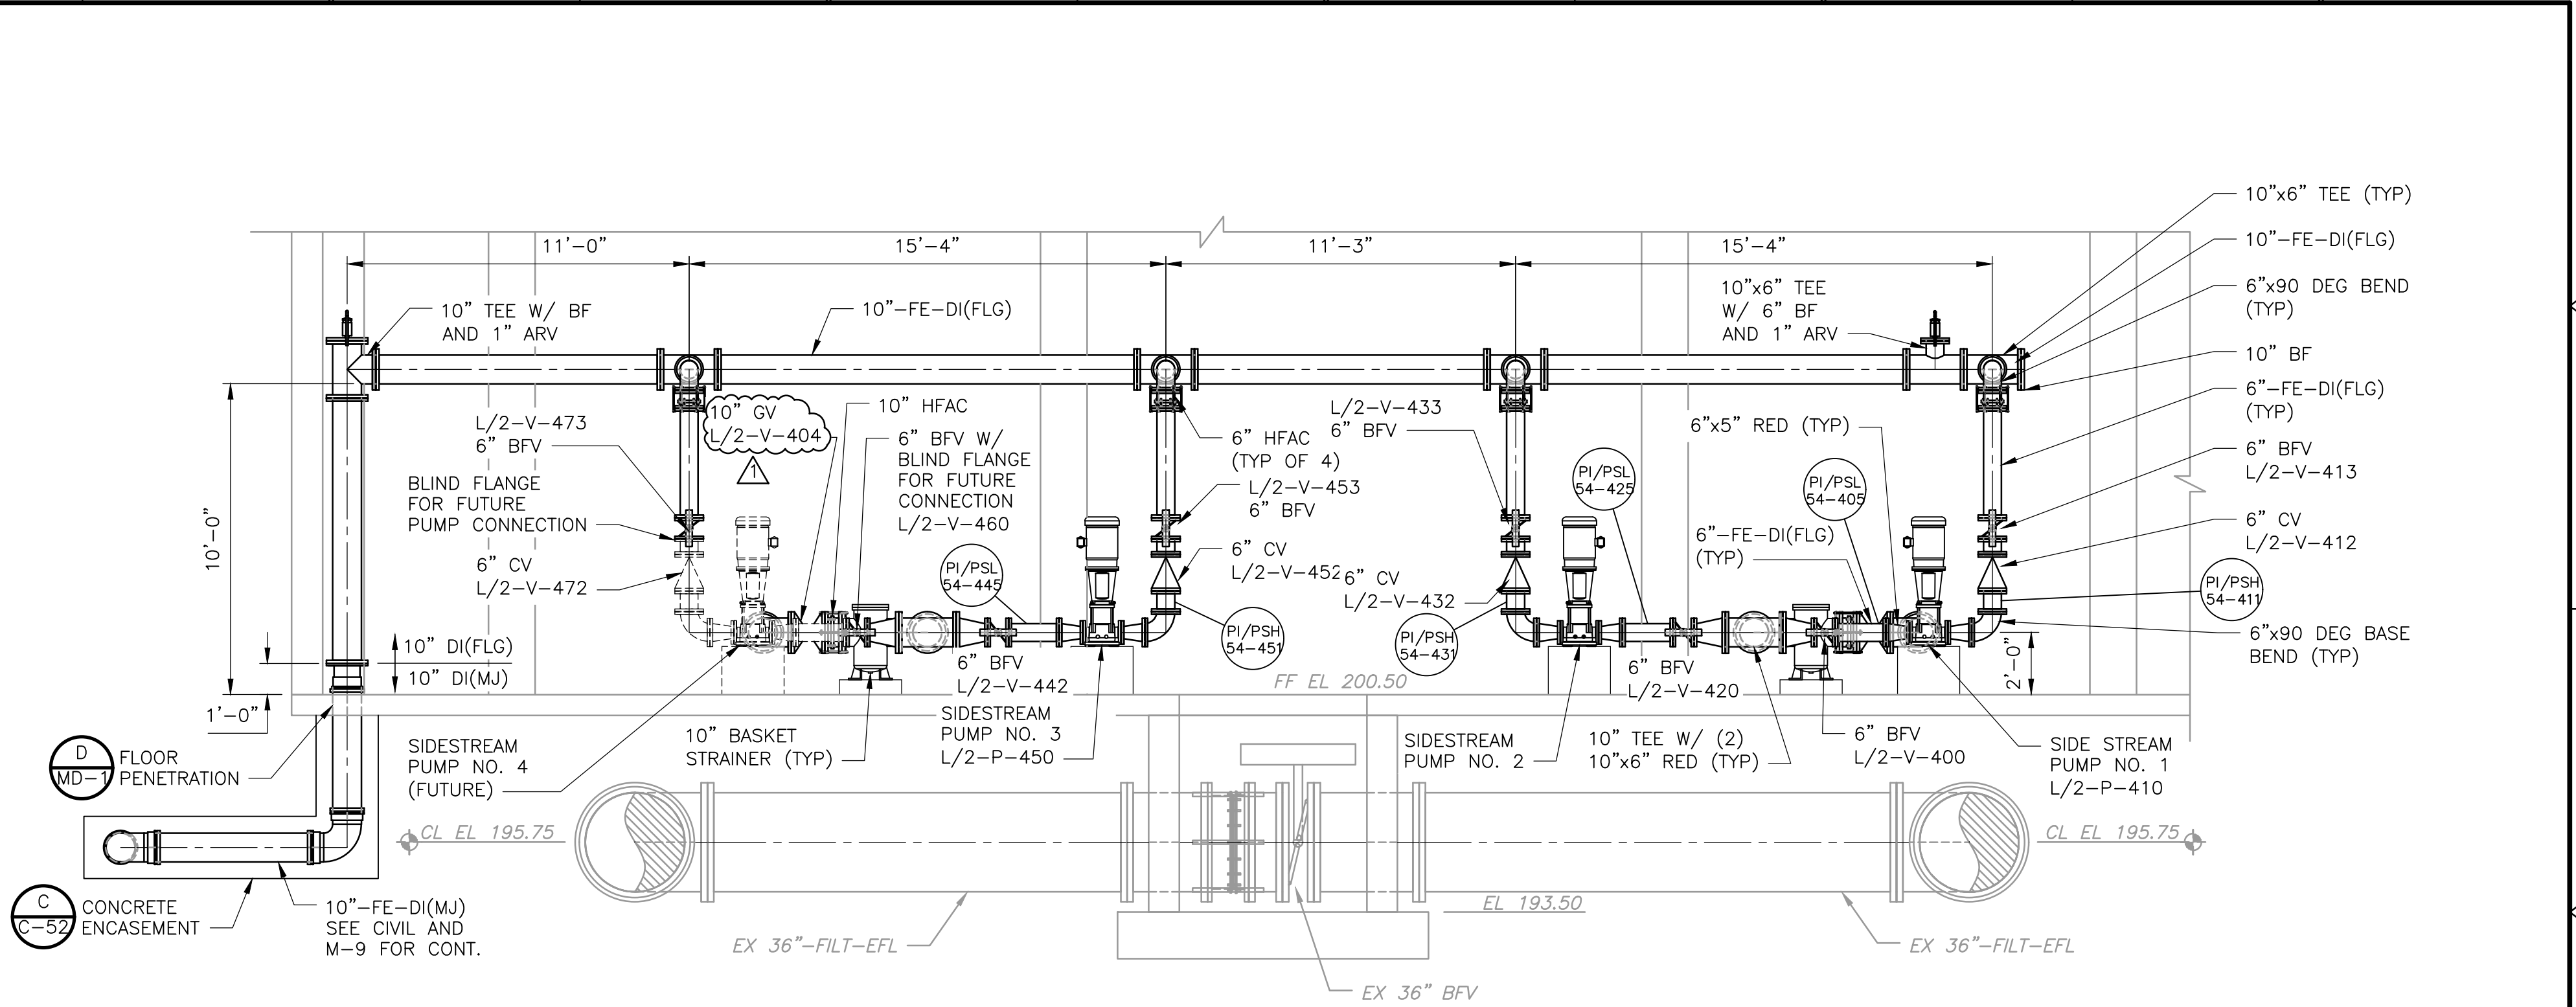 11'-0"
15'-4"
11'-3"
15'-4"
10"x6" TEE (TYP)
10"-FE-DI(FLG)
6"x90 DEG BEND
(TYP)
10" BF
6"-FE-DI(FLG)
(TYP)
6" BFV
L/2-V-413
6" CV
L/2-V-412
PI/PSH
54-411
6"x90 DEG BASE
BEND (TYP)
2'-0"
10" TEE W/ BF
AND 1" ARV
10"-FE-DI(FLG)
10"x6" TEE
W/ 6" BF
AND 1" ARV
L/2-V-473
6" BFV
BLIND FLANGE
FOR FUTURE
PUMP CONNECTION
6" CV
L/2-V-472
10" GV
L/2-V-404
1
10" HFAC
6" BFV W/
BLIND FLANGE
FOR FUTURE
CONNECTION
L/2-V-460
PI/PSL
54-445
6" HFAC
(TYP OF 4)
L/2-V-453
6" BFV
6" CV
L/2-V-452
PI/PSH
54-451
L/2-V-433
6" BFV
6" CV
L/2-V-432
PI/PSH
54-431
PI/PSL
54-425
6"x5" RED (TYP)
PI/PSL
54-405
6"-FE-DI(FLG)
(TYP)
10'-0"
10" DI(FLG)
10" DI(MJ)
1'-0"
D
MD-1
FLOOR
PENETRATION
SIDESTREAM
PUMP NO. 4
(FUTURE)
10" BASKET
STRAINER (TYP)
6" BFV
L/2-V-442
SIDESTREAM
PUMP NO. 3
L/2-P-450
FF EL 200.50
SIDESTREAM
PUMP NO. 2
6" BFV
L/2-V-420
10" TEE W/ (2)
10"x6" RED (TYP)
6" BFV
L/2-V-400
SIDE STREAM
PUMP NO. 1
L/2-P-410
CL EL 195.75
CL EL 195.75
C
C-52
CONCRETE
ENCASEMENT
10"-FE-DI(MJ)
SEE CIVIL AND
M-9 FOR CONT.
EX 36"-FILT-EFL
EL 193.50
EX 36"-FILT-EFL
EX 36" BFV